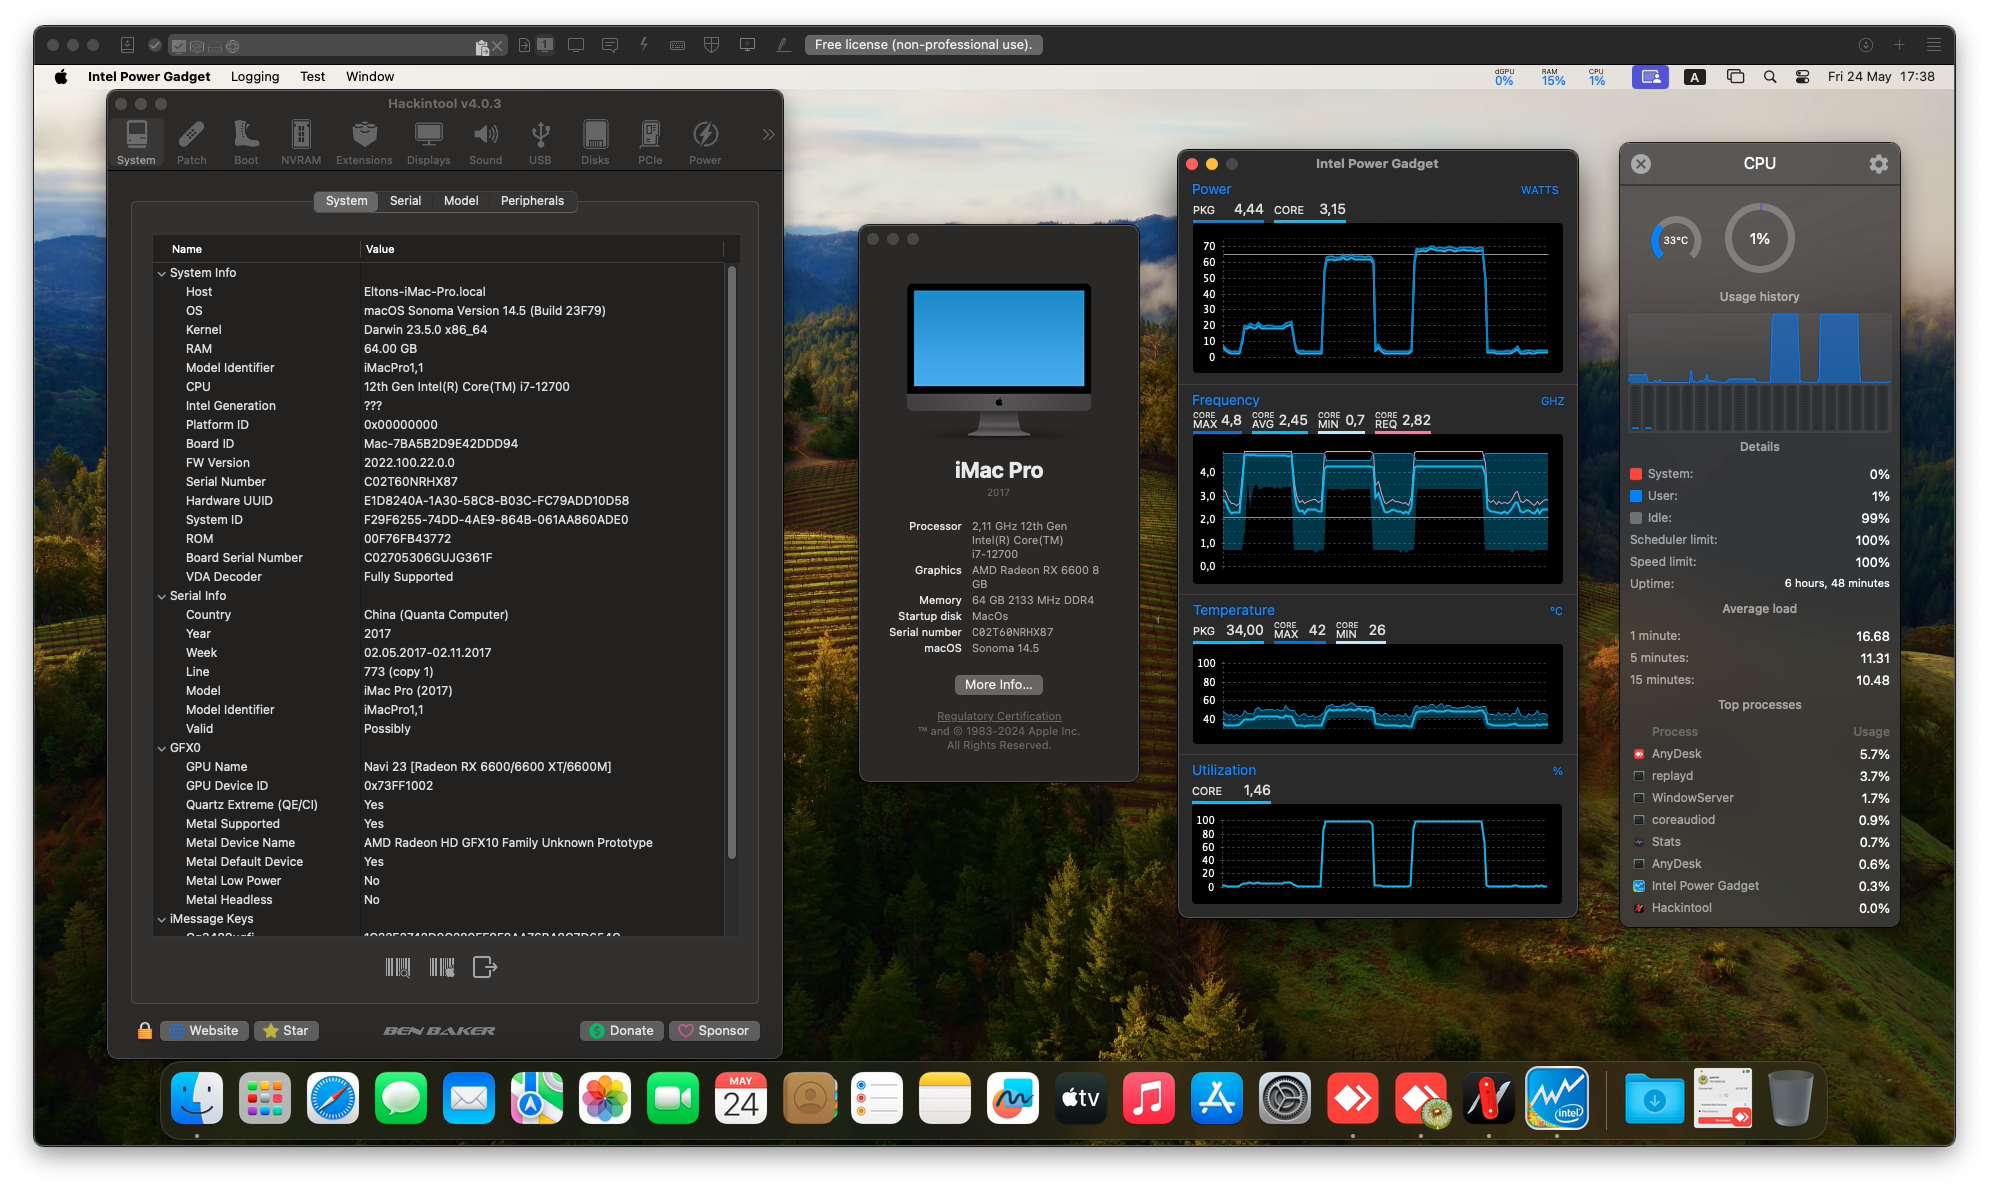 1
Free license (non-professional use).
Intel Power Gadget Logging Test Window
dGPU 0% RAM 15% CPU 1% A Fri 24 May 17:38
Hackintool v4.0.3
System Patch Boot NVRAM Extensions Displays Sound USB Disks PCIe Power
System Serial Model Peripherals
Name Value
System Info
Host Eltons-iMac-Pro.local
OS macOS Sonoma Version 14.5 (Build 23F79)
Kernel Darwin 23.5.0 x86_64
RAM 64.00 GB
Model Identifier iMacPro1,1
CPU 12th Gen Intel(R) Core(TM) i7-12700
Intel Generation ???
Platform ID 0x00000000
Board ID Mac-7BA5B2D9E42DDD94
FW Version 2022.100.22.0.0
Serial Number C02T60NRHX87
Hardware UUID E1D8240A-1A30-58C8-B03C-FC79ADD10D58
System ID F29F6255-74DD-4AE9-864B-061AA860ADE0
ROM 00F76FB43772
Board Serial Number C02705306GUJG361F
VDA Decoder Fully Supported
Serial Info
Country China (Quanta Computer)
Year 2017
Week 02.05.2017-02.11.2017
Line 773 (copy 1)
Model iMac Pro (2017)
Model Identifier iMacPro1,1
Valid Possibly
GFX0
GPU Name Navi 23 [Radeon RX 6600/6600 XT/6600M]
GPU Device ID 0x73FF1002
Quartz Extreme (QE/CI) Yes
Metal Supported Yes
Metal Device Name AMD Radeon HD GFX10 Family Unknown Prototype
Metal Default Device Yes
Metal Low Power No
Metal Headless No
iMessage Keys
Website Star BEN BAKER Donate Sponsor
iMac Pro
2017
Processor 2,11 GHz 12th Gen
Intel(R) Core(TM)
i7-12700
Graphics AMD Radeon RX 6600 8
GB
Memory 64 GB 2133 MHz DDR4
Startup disk MacOs
Serial number C02T60NRHX87
macOS Sonoma 14.5
More Info...
Regulatory Certification
™ and © 1983-2024 Apple Inc.
All Rights Reserved.
Intel Power Gadget
Power WATTS
PKG 4,44 CORE 3,15
70
60
50
40
30
20
10
0
Frequency GHZ
CORE MAX 4,8 CORE AVG 2,45 CORE MIN 0,7 CORE REQ 2,82
4,0
3,0
2,0
1,0
0,0
Temperature °C
PKG 34,00 CORE MAX 42 CORE MIN 26
100
80
60
40
Utilization %
CORE 1,46
100
80
60
40
20
0
CPU
33°C 1%
Usage history
Details
System: 0%
User: 1%
Idle: 99%
Scheduler limit: 100%
Speed limit: 100%
Uptime: 6 hours, 48 minutes
Average load
1 minute: 16.68
5 minutes: 11.31
15 minutes: 10.48
Top processes
Process Usage
AnyDesk 5.7%
replayd 3.7%
WindowServer 1.7%
coreaudiod 0.9%
Stats 0.7%
AnyDesk 0.6%
Intel Power Gadget 0.3%
Hackintool 0.0%
MAY
24
tv
intel